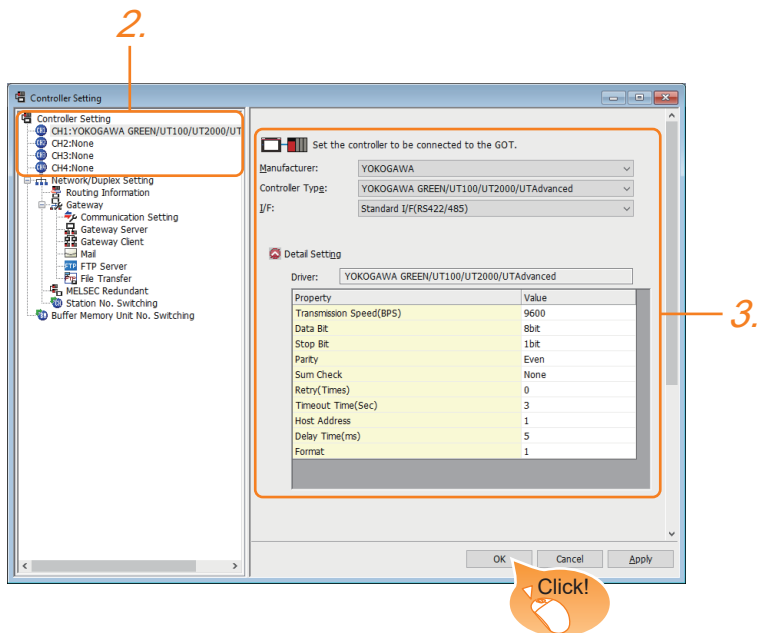 2.
Controller Setting
Controller Setting
CH1:YOKOGAWA GREEN/UT100/UT2000/UT
CH2:None
CH3:None
CH4:None
Network/Duplex Setting
Routing Information
Gateway
Communication Setting
Gateway Server
Gateway Client
Mail
FTP FTP Server
File Transfer
MELSEC Redundant
Station No. Switching
Buffer Memory Unit No. Switching
Set the controller to be connected to the GOT.
Manufacturer: YOKOGAWA
Controller Type: YOKOGAWA GREEN/UT100/UT2000/UTAdvanced
I/F: Standard I/F(RS422/485)
Detail Setting
Driver: YOKOGAWA GREEN/UT100/UT2000/UTAdvanced
Property Value
Transmission Speed(BPS) 9600
Data Bit 8bit
Stop Bit 1bit
Parity Even
Sum Check None
Retry(Times) 0
Timeout Time(Sec) 3
Host Address 1
Delay Time(ms) 5
Format 1
3.
OK Cancel Apply
Click!